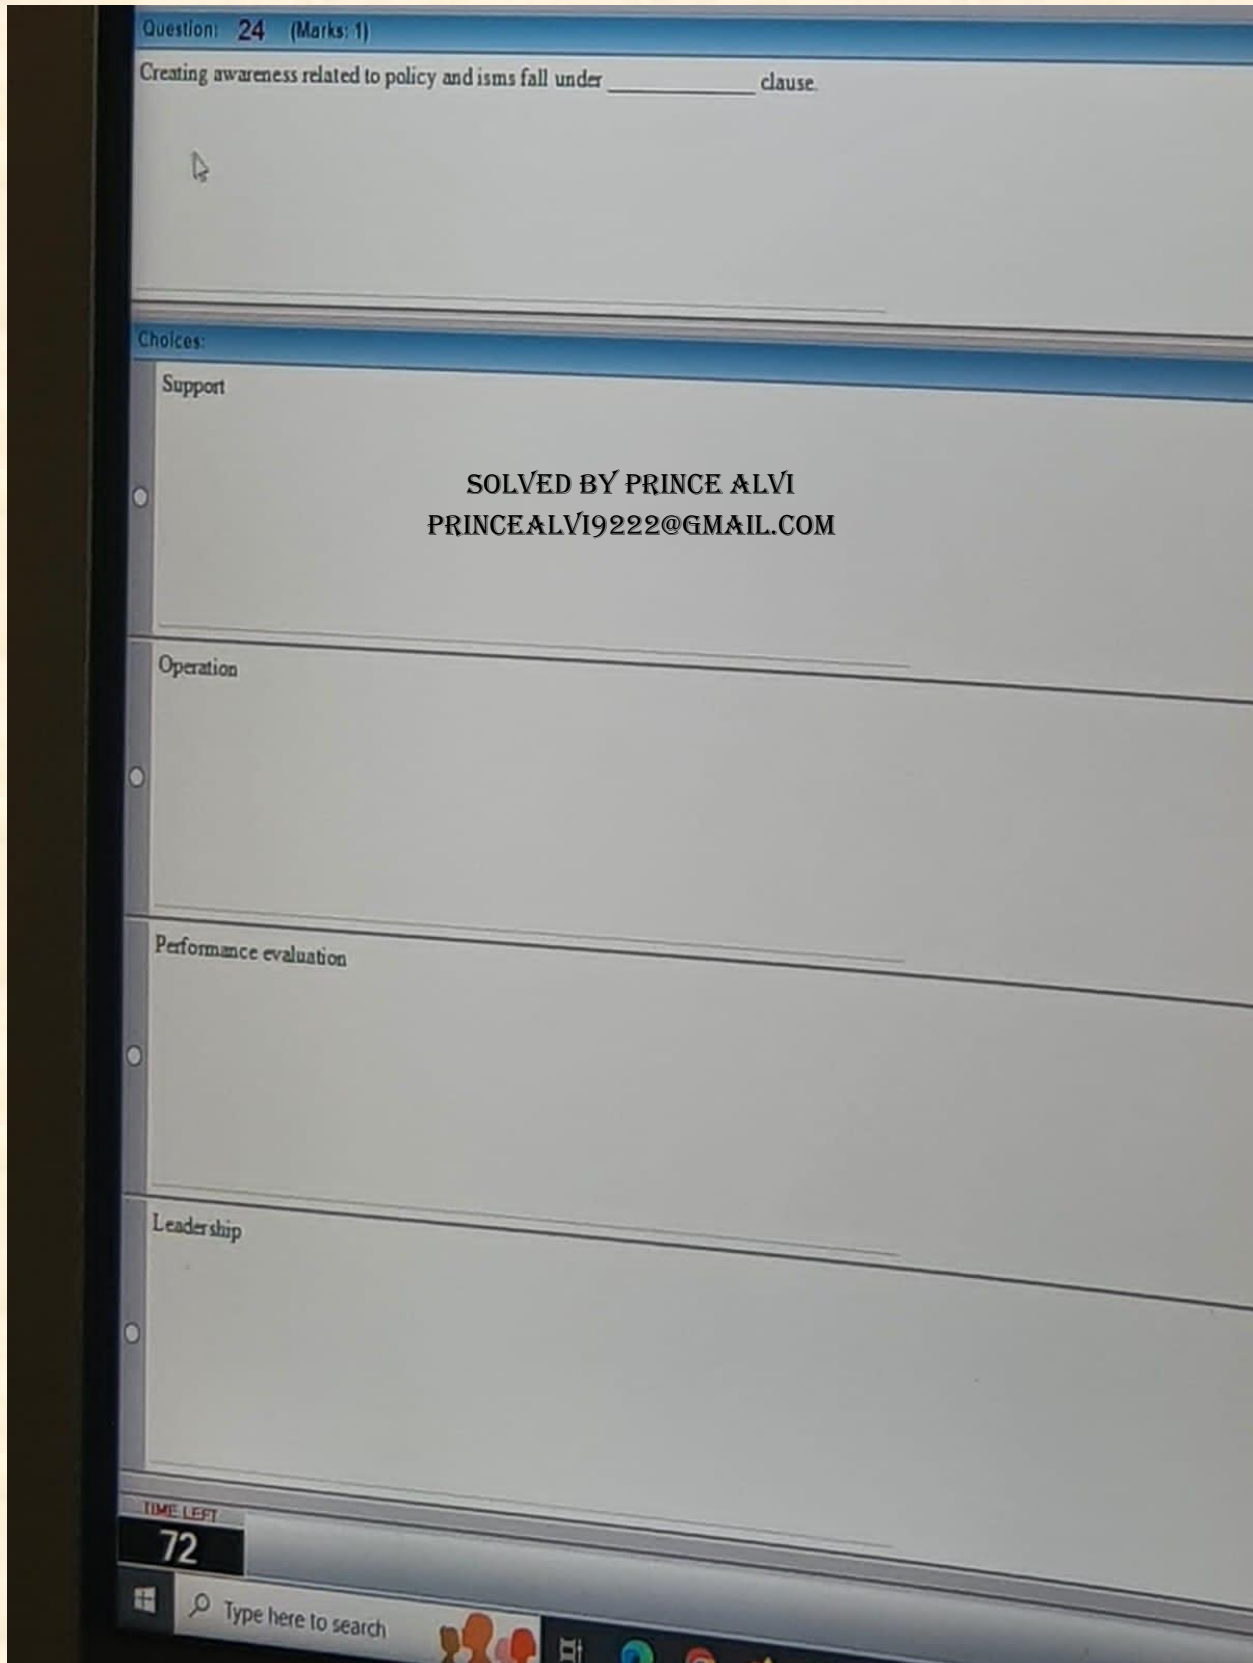 Question: 24 (Marks: 1)
Creating awareness related to policy and isms fall under ____________ clause.
Choices:
Support
SOLVED BY PRINCE ALVI
PRINCEALVI9222@GMAIL.COM
Operation
Performance evaluation
Leadership
TIME LEFT
72
Type here to search